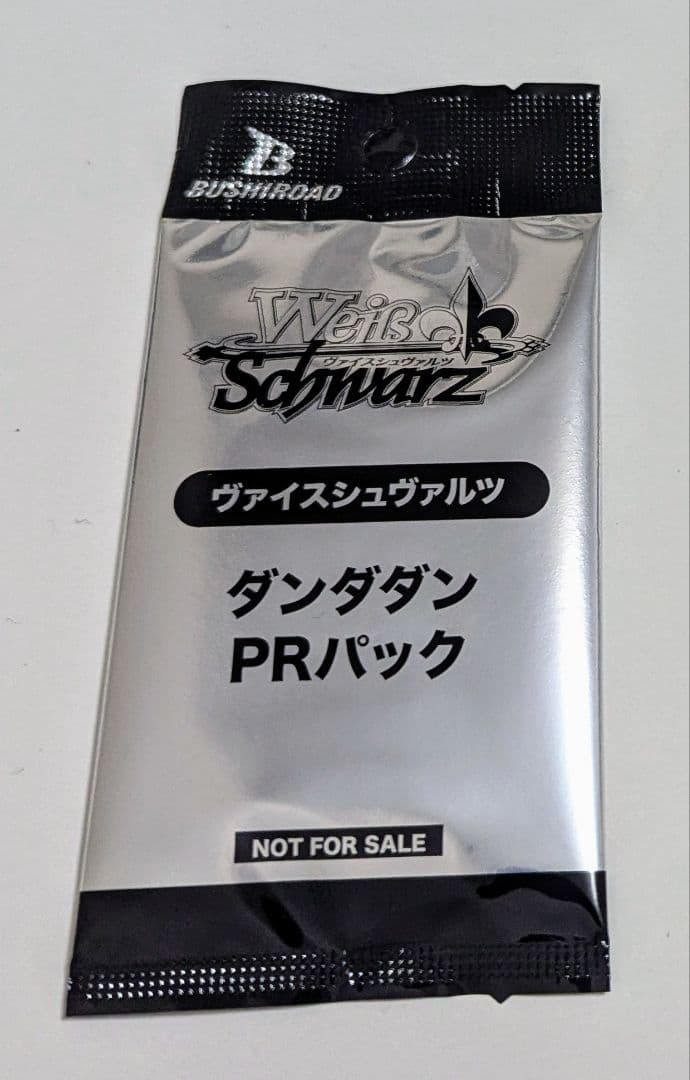 B
BUSHIROAD
Weiß
ヴァイスシュヴァルツ
Schwarz
ヴァイスシュヴァルツ
ダンダダン
PRパック
NOT FOR SALE